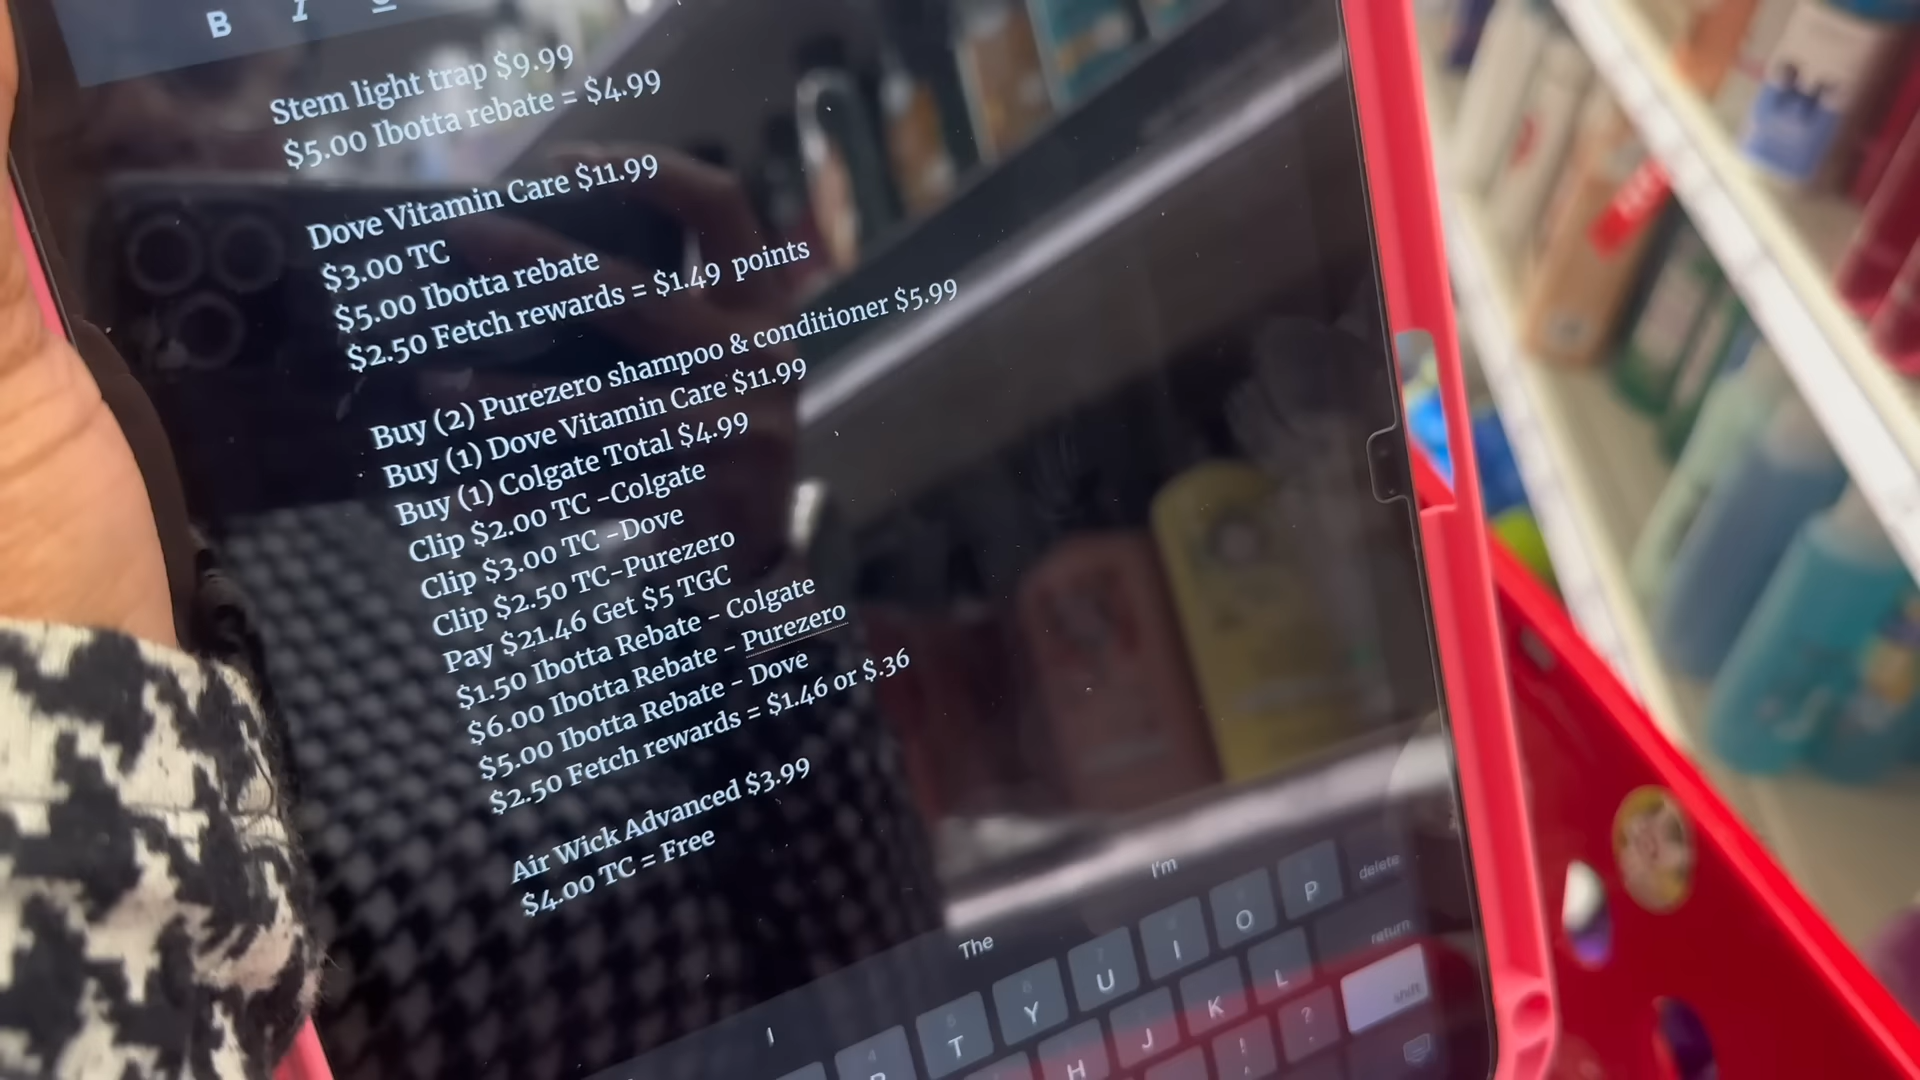 B I U
Stem light trap $9.99
$5.00 Ibotta rebate = $4.99
Dove Vitamin Care $11.99
$3.00 TC
$5.00 Ibotta rebate
$2.50 Fetch rewards = $1.49 points
Buy (2) Purezero shampoo & conditioner $5.99
Buy (1) Dove Vitamin Care $11.99
Buy (1) Colgate Total $4.99
Clip $2.00 TC -Colgate
Clip $3.00 TC -Dove
Clip $2.50 TC-Purezero
Pay $21.46 Get $5 TGC
$1.50 Ibotta Rebate - Colgate
$6.00 Ibotta Rebate - Purezero
$5.00 Ibotta Rebate - Dove
$2.50 Fetch rewards = $1.46 or $.36
Air Wick Advanced $3.99
$4.00 TC = Free
I The I'm
T Y U I O P delete
H J K L return
! ? . shift